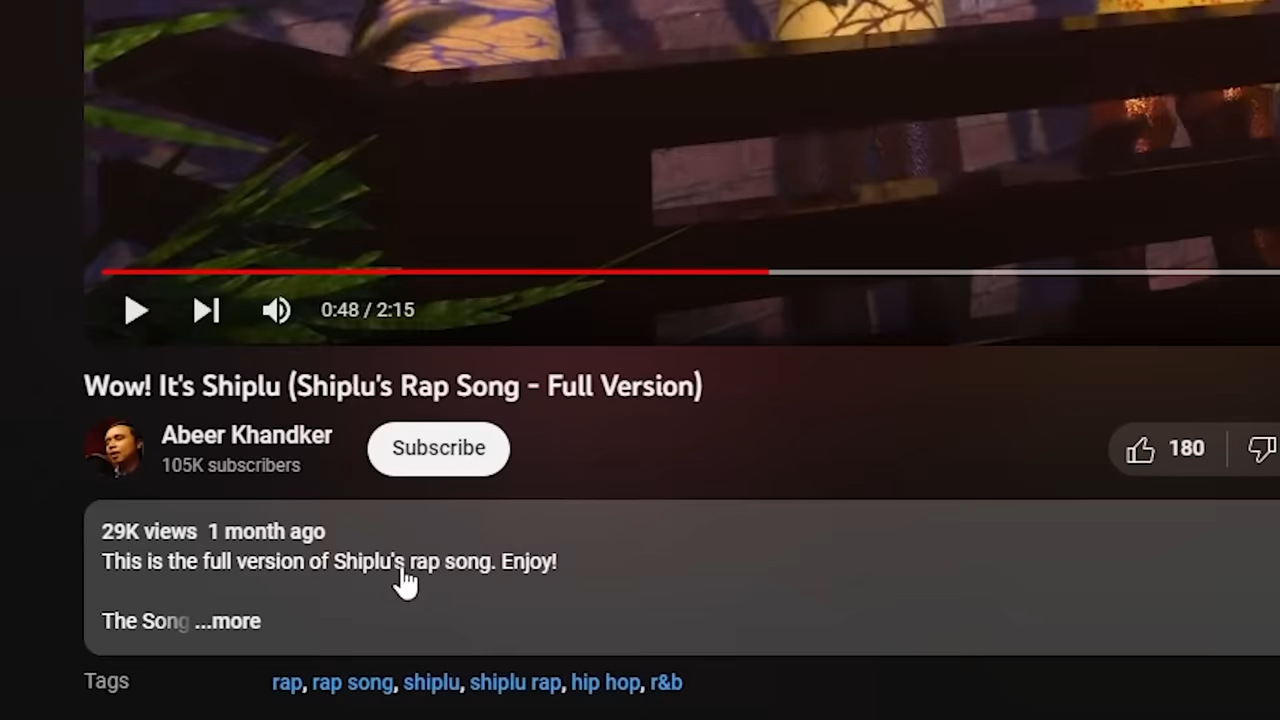 0:48 / 2:15
Wow! It's Shiplu (Shiplu's Rap Song - Full Version)
Abeer Khandker
105K subscribers
Subscribe
180
29K views 1 month ago
This is the full version of Shiplu's rap song. Enjoy!
The Song ...more
Tags rap, rap song, shiplu, shiplu rap, hip hop, r&b